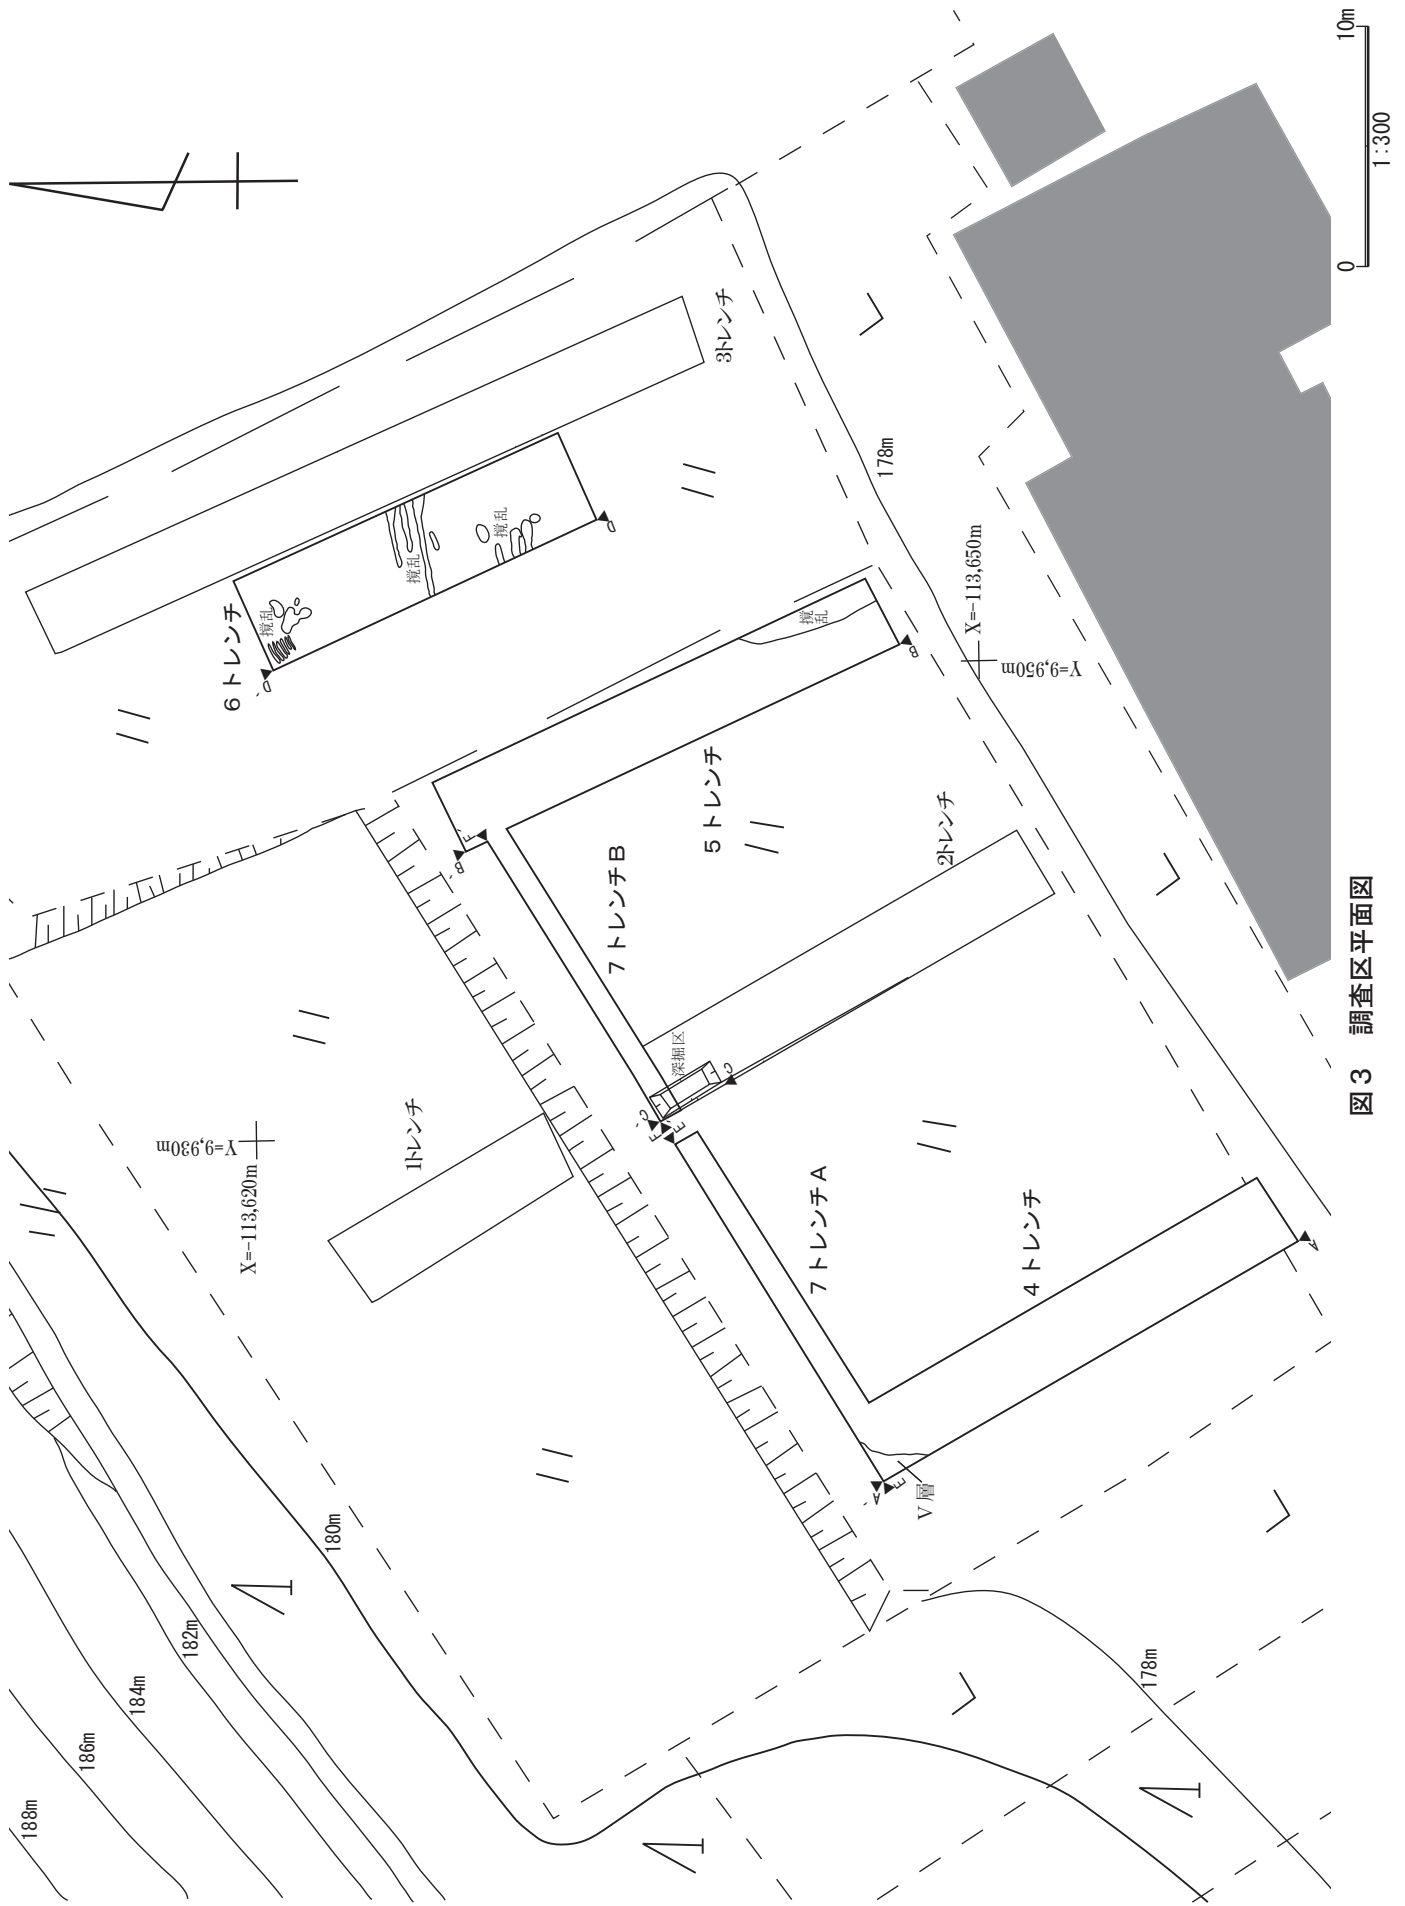 10m
1:300
0
3トレンチ
178m
攪乱
攪乱
攪乱
6トレンチ
D
D'
X=-113,650m
Y=9,950m
攪乱
B
5トレンチ
2トレンチ
E'
B'
7トレンチB
深掘区
C
C'
E
E'
1トレンチ
Y=9,930m
X=-113,620m
7トレンチA
4トレンチ
A
A'
E
V層
180m
182m
184m
186m
188m
178m
図3 調査区平面図